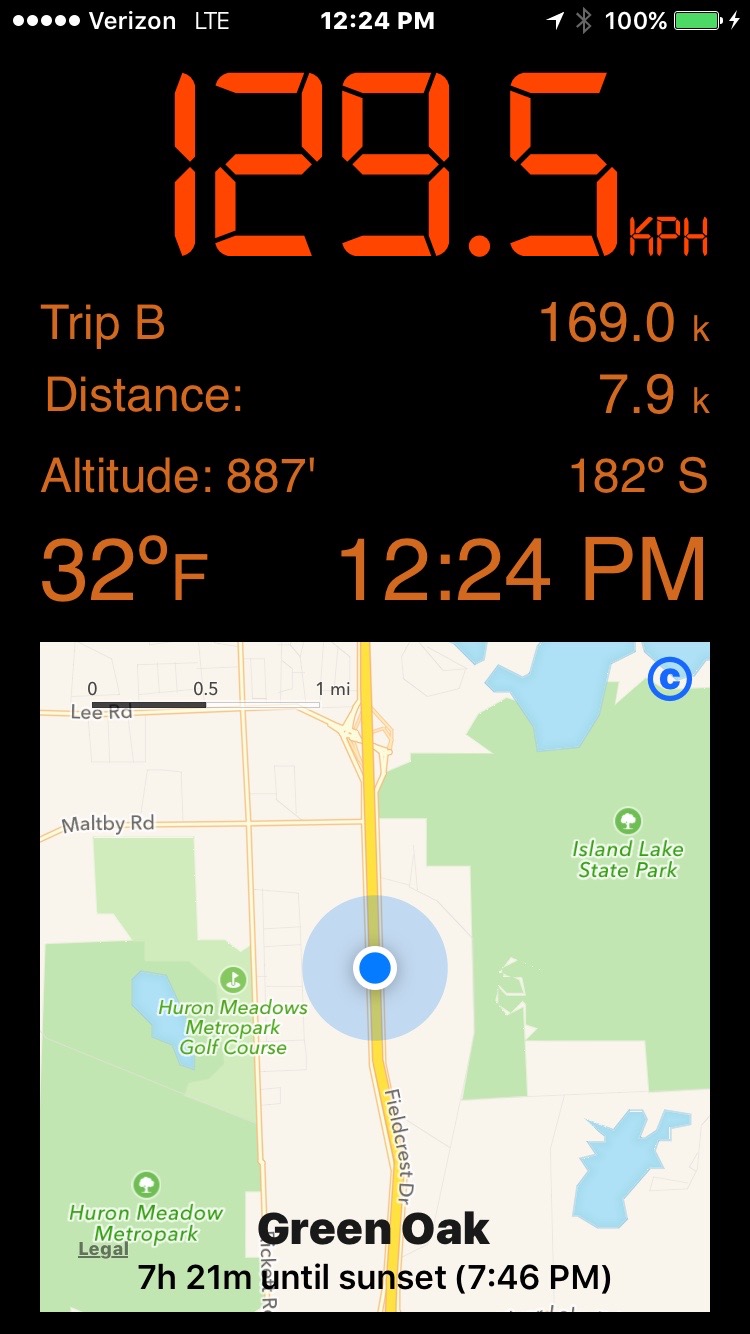 ●●●●● Verizon LTE 12:24 PM 100%
129.5 KPH
Trip B 169.0 k
Distance: 7.9 k
Altitude: 887' 182º S
32ºF 12:24 PM
0 0.5 1 mi
Lee Rd
Maltby Rd
Island Lake
State Park
Huron Meadows
Metropark
Golf Course
Fieldcrest Dr
Huron Meadow
Metropark
Legal
Green Oak
7h 21m until sunset (7:46 PM)